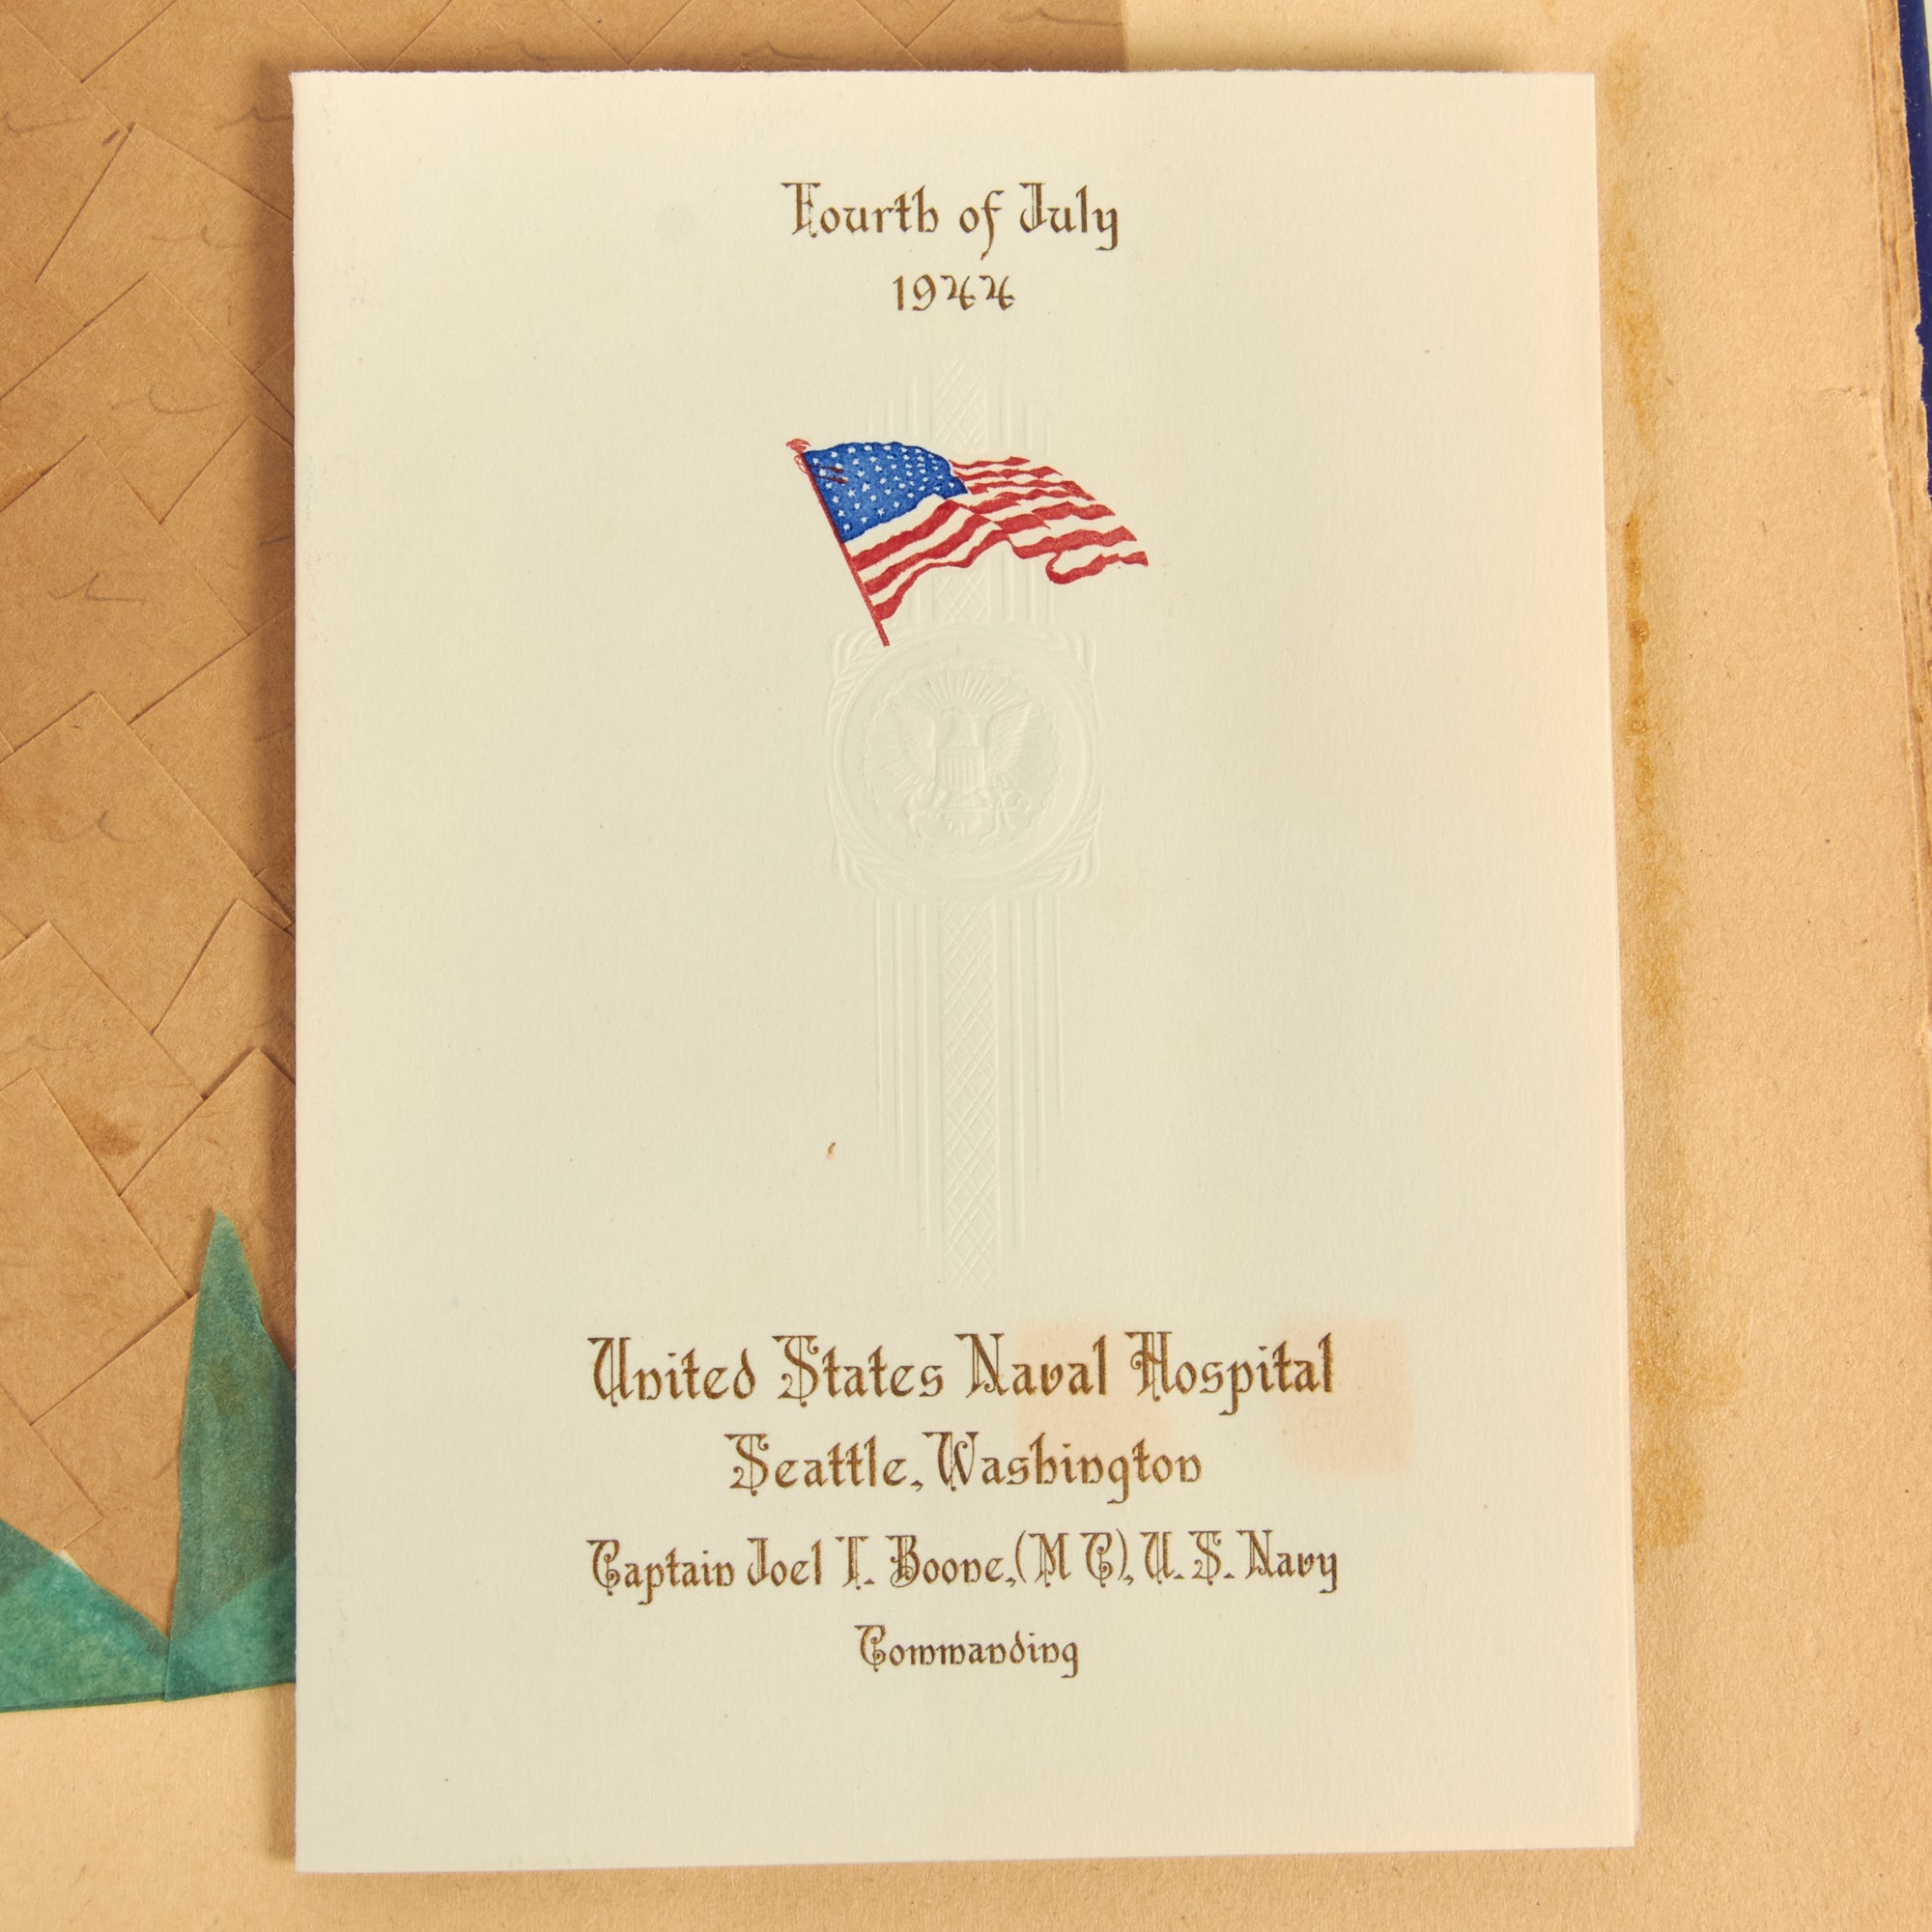 Fourth of July
1944
United States Naval Hospital
Seattle, Washington
Captain Joel T. Boone, (M C), U. S. Navy
Commanding